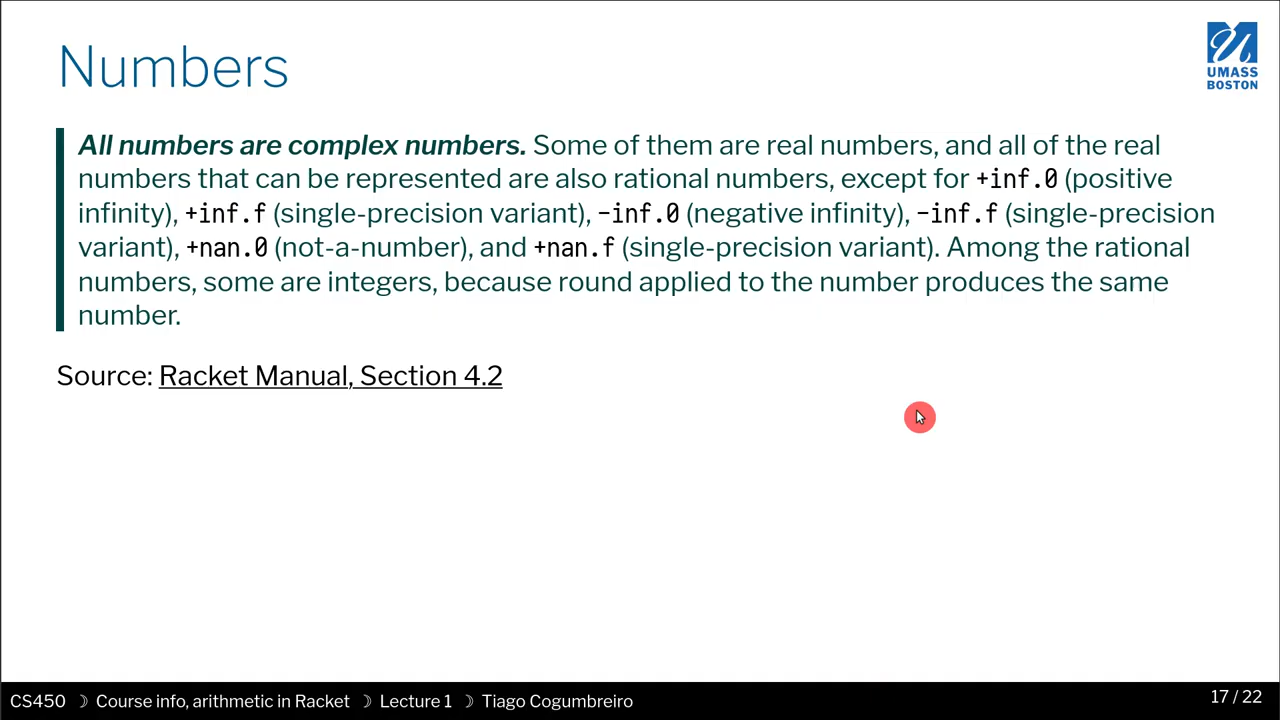 Numbers
UMASS
BOSTON
All numbers are complex numbers. Some of them are real numbers, and all of the real
numbers that can be represented are also rational numbers, except for +inf.0 (positive
infinity), +inf.f (single-precision variant), -inf.0 (negative infinity), -inf.f (single-precision
variant), +nan.0 (not-a-number), and +nan.f (single-precision variant). Among the rational
numbers, some are integers, because round applied to the number produces the same
number.
Source: Racket Manual, Section 4.2
CS450 ☽ Course info, arithmetic in Racket ☽ Lecture 1 ☽ Tiago Cogumbreiro
17 / 22